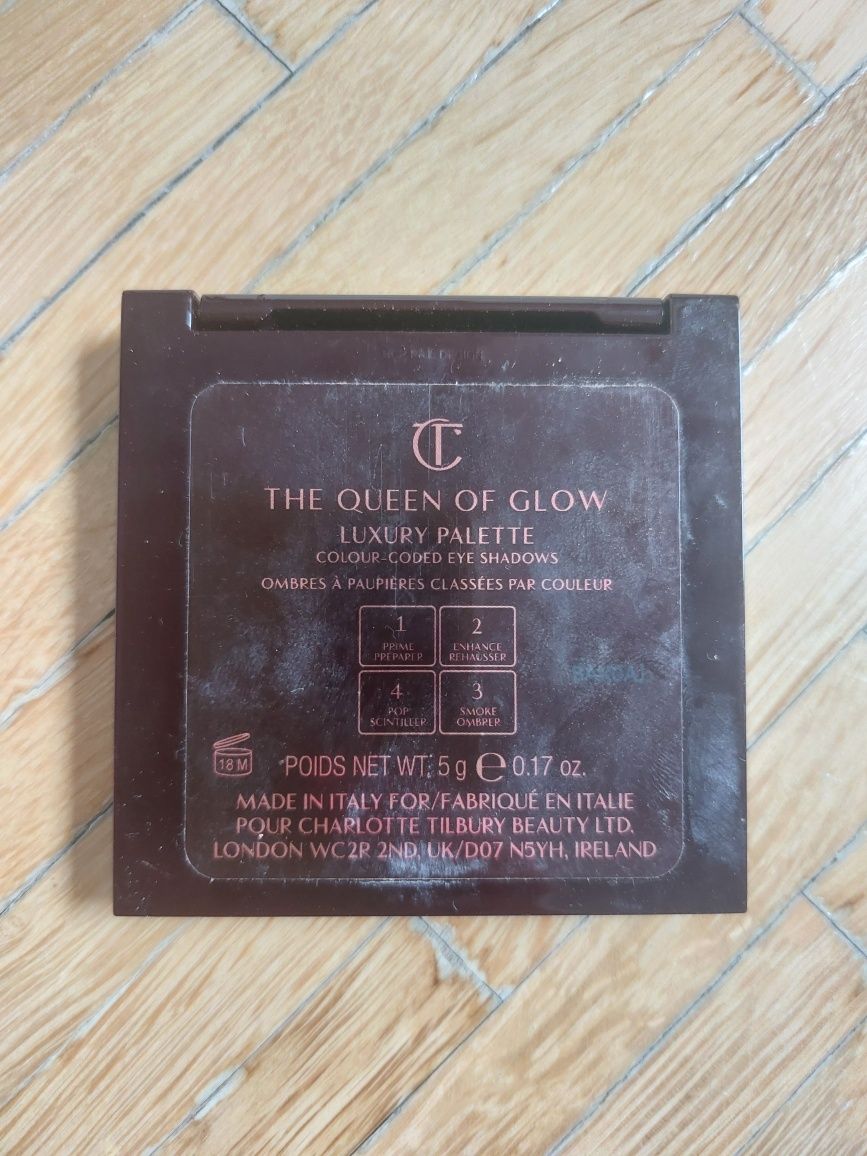 CT
THE QUEEN OF GLOW
LUXURY PALETTE
COLOUR-CODED EYE SHADOWS
OMBRES À PAUPIÈRES CLASSÉES PAR COULEUR
1
PRIME
PREPARER
2
ENHANCE
REHAUSSER
4
POP
SCINTILLER
3
SMOKE
OMBRER
18 M
POIDS NET WT. 5 g ℮ 0.17 oz.
MADE IN ITALY FOR/FABRIQUÉ EN ITALIE
POUR CHARLOTTE TILBURY BEAUTY LTD.
LONDON WC2R 2ND, UK/D07 N5YH, IRELAND